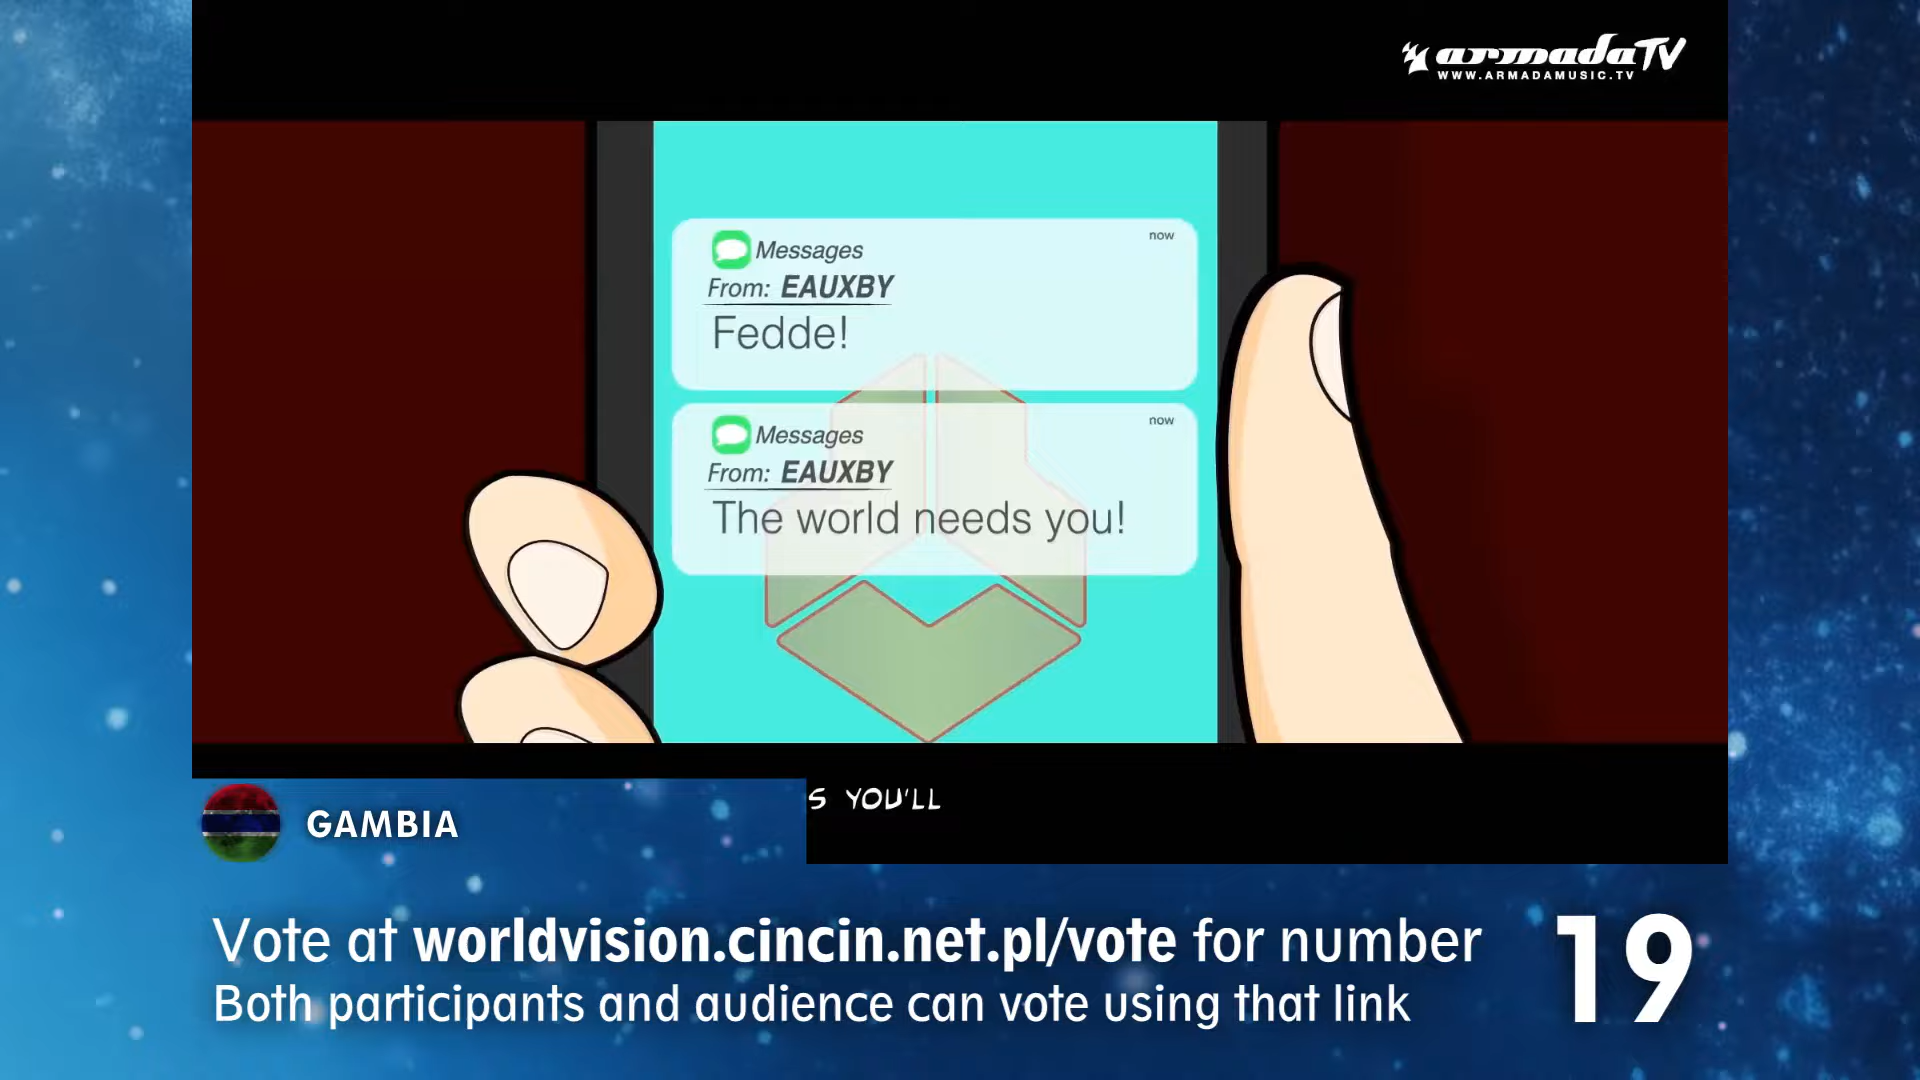 armadaTV
WWW.ARMADAMUSIC.TV
Messages
now
From: EAUXBY
Fedde!
Messages
now
From: EAUXBY
The world needs you!
S YOU'LL
GAMBIA
Vote at worldvision.cincin.net.pl/vote for number 19
Both participants and audience can vote using that link